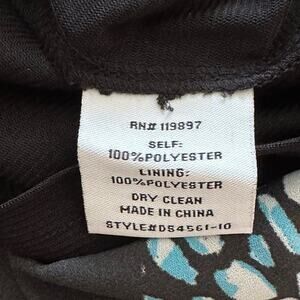 RN# 119897
SELF:
100%POLYESTER
LINING:
100%POLYESTER
DRY CLEAN
MADE IN CHINA
STYLE#DS4561-10